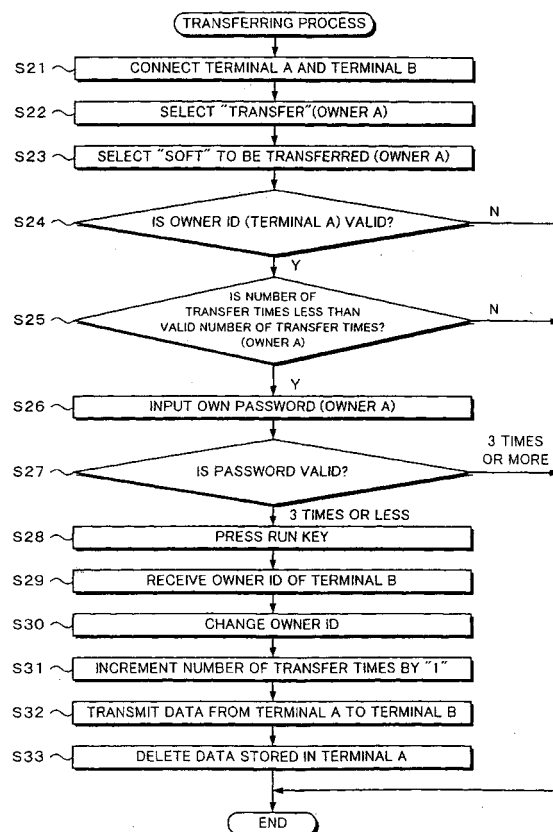 TRANSFERRING PROCESS
S21 CONNECT TERMINAL A AND TERMINAL B
S22 SELECT "TRANSFER"(OWNER A)
S23 SELECT "SOFT" TO BE TRANSFERRED (OWNER A)
S24 IS OWNER ID (TERMINAL A) VALID? N
Y
IS NUMBER OF
TRANSFER TIMES LESS THAN N
S25 VALID NUMBER OF TRANSFER TIMES?
(OWNER A)
Y
S26 INPUT OWN PASSWORD (OWNER A)
3 TIMES
OR MORE
S27 IS PASSWORD VALID?
3 TIMES OR LESS
S28 PRESS RUN KEY
S29 RECEIVE OWNER ID OF TERMINAL B
S30 CHANGE OWNER ID
S31 INCREMENT NUMBER OF TRANSFER TIMES BY "1"
S32 TRANSMIT DATA FROM TERMINAL A TO TERMINAL B
S33 DELETE DATA STORED IN TERMINAL A
END